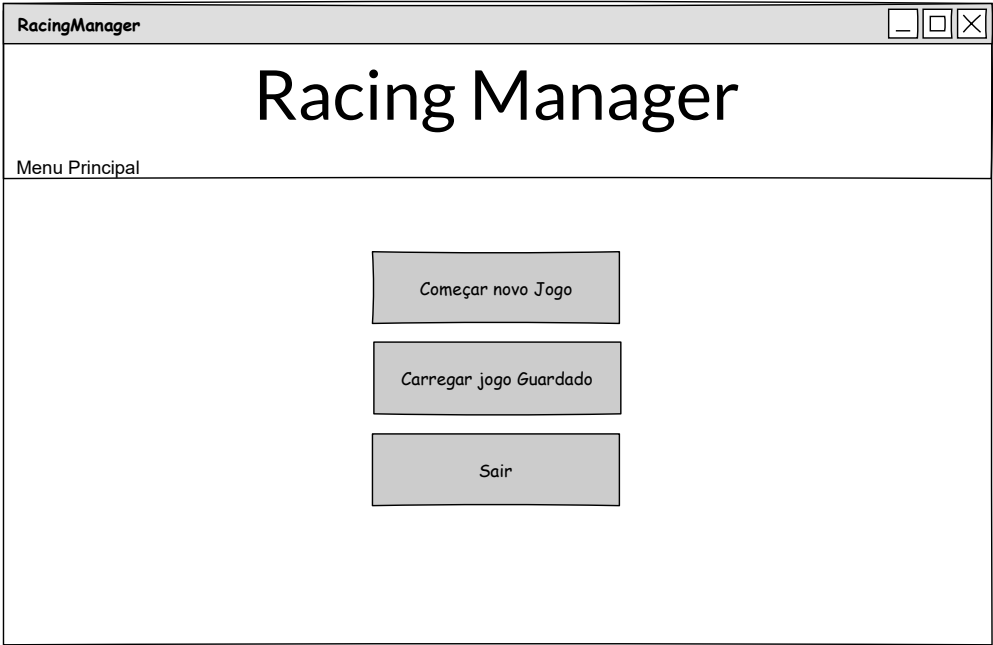 RacingManager
Racing Manager
Menu Principal
Começar novo Jogo
Carregar jogo Guardado
Sair